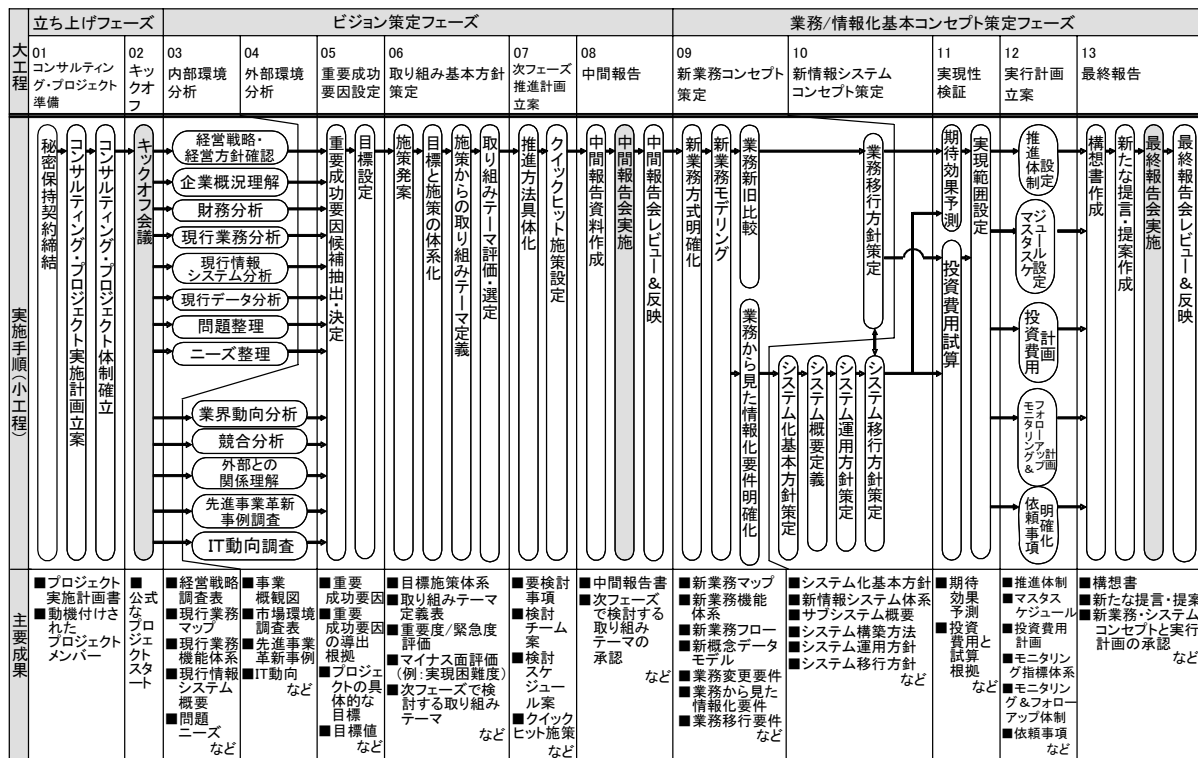 立ち上げフェーズ
ビジョン策定フェーズ
業務/情報化基本コンセプト策定フェーズ
大工程
01
コンサルティン
グ・プロジェクト
準備
02
キックオフ
03
内部環境
分析
04
外部環境
分析
05
重要成功
要因設定
06
取り組み基本方針
策定
07
次フェーズ
推進計画
立案
08
中間報告
09
新業務コンセプト
策定
10
新情報システム
コンセプト策定
11
実現性
検証
12
実行計画
立案
13
最終報告
実施手順(小工程)
秘密保持契約締結
コンサルティング・プロジェクト実施計画立案
コンサルティング・プロジェクト体制確立
キックオフ会議
経営戦略・
経営方針確認
企業概況理解
財務分析
現行業務分析
現行情報
システム分析
現行データ分析
問題整理
ニーズ整理
業界動向分析
競合分析
外部との
関係理解
先進事業革新
事例調査
IT動向調査
重要成功要因候補抽出・決定
目標設定
施策発案
目標と施策の体系化
施策からの取り組みテーマ定義
取り組みテーマ評価・選定
推進方法具体化
クイックヒット施策設定
中間報告資料作成
中間報告会実施
中間報告会レビュー&反映
新業務方式明確化
新業務モデリング
業務新旧比較
業務から見た情報化要件明確化
業務移行方針策定
システム化基本方針策定
システム概要定義
システム運用方針策定
システム移行方針策定
期待効果予測
投資費用試算
実現範囲設定
推進体制
設定
マスタスケ
ジュール設定
投資費用
計画
モニタリング&
フォローアップ計画
依頼事項
明確化
構想書作成
新たな提言・提案作成
最終報告会実施
最終報告会レビュー&反映
主要成果
■プロジェクト
実施計画書
■動機付けさ
れた
プロジェクト
メンバー
■公式なプロジェクトスタート
■経営戦略
調査表
■現行業務
マップ
■現行業務
機能体系
■現行情報
システム
概要
■問題
ニーズ
など
■事業
概観図
■市場環境
調査表
■先進事業
革新事例
■IT動向
など
■重要
成功要因
■重要
成功要因
の導出
根拠
■プロジェ
クトの具
体的な
目標
■目標値
など
■目標施策体系
■取り組みテーマ
定義表
■重要度/緊急度
評価
■マイナス面評価
(例:実現困難度)
■次フェーズで検
討する取り組み
テーマ
など
■要検討
事項
■検討
チーム
案
■検討
スケ
ジュー
ル案
■クイック
ヒット施策
など
■中間報告書
■次フェーズ
で検討する
取り組み
テーマの
承認
など
■新業務マップ
■新業務機能
体系
■新業務フロー
■新概念データ
モデル
■業務変更要件
■業務から見た
情報化要件
■業務移行要件
など
■システム化基本方針
■新情報システム体系
■サブシステム概要
■システム構築方法
■システム運用方針
■システム移行方針
など
■期待
効果
予測
■投資
費用と
試算
根拠
など
■推進体制
■マスタス
ケジュール
■投資費用
計画
■モニタリン
グ指標体系
■モニタリン
グ&フォロー
アップ体制
■依頼事項
など
■構想書
■新たな提言・提案
■新業務・システム
コンセプトと実行
計画の承認
など